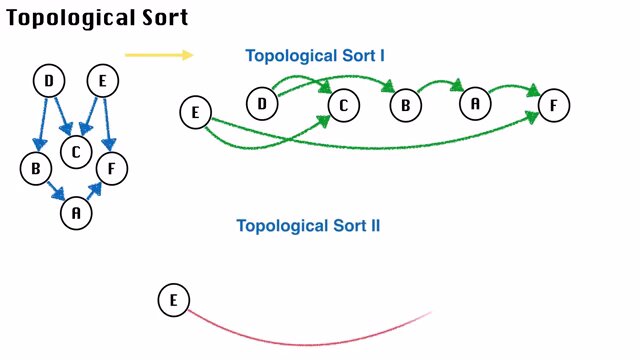 Topological Sort
Topological Sort I
D E
E D C B A F
C
B F
A
Topological Sort II
E